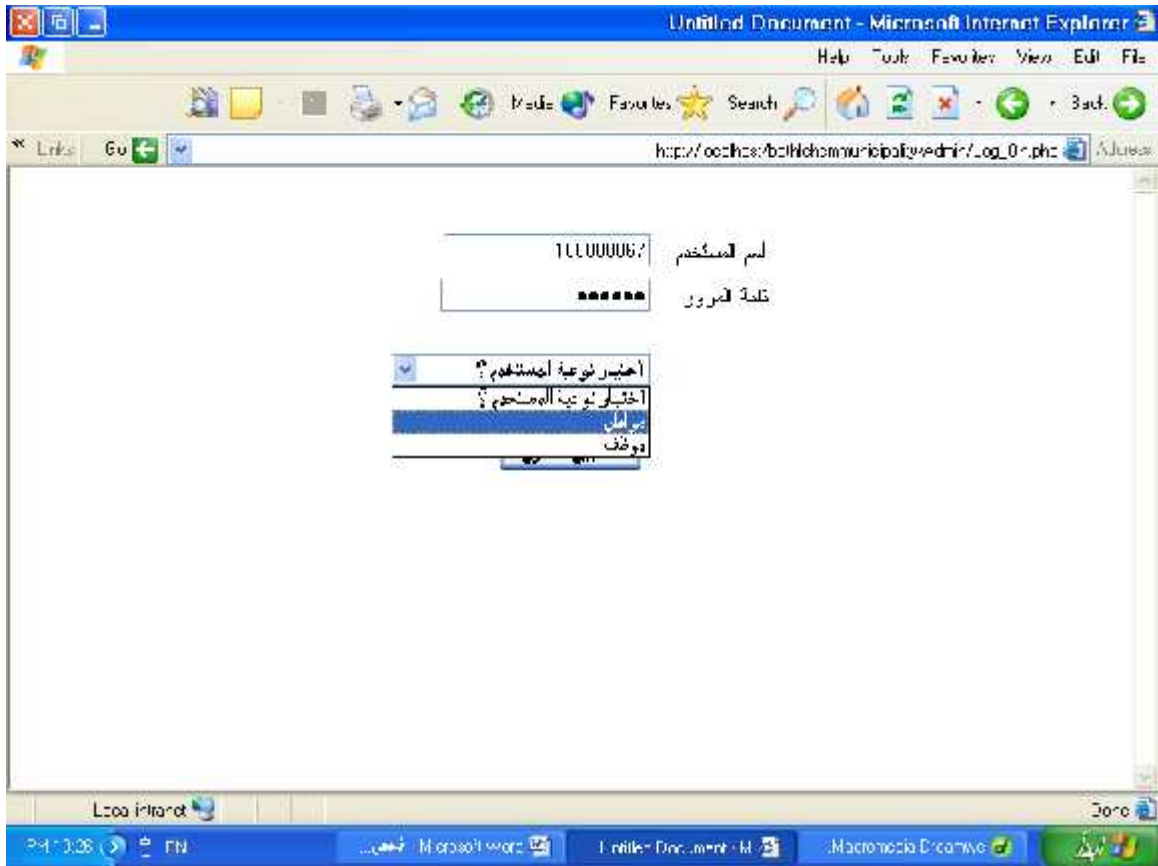 Untitled Document - Microsoft Internet Explorer
File Edit View Favorites Tools Help
Back Search Favorites Media
Address Go Links
اسم المستخدم
كلمة المرور
اختيار نوعية المستخدم؟
اختيار نوعية المستخدم؟
مواطن
موظف
Done Local intranet
Untitled Document - M Microsoft Word EN